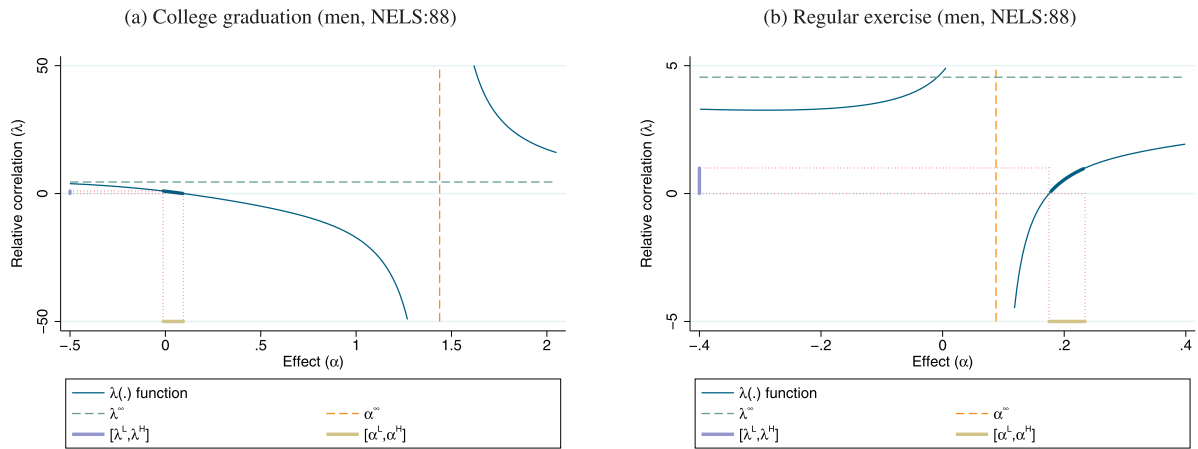 (a) College graduation (men, NELS:88)
50
0
−50
Relative correlation (λ)
−.5
0
.5
1
1.5
2
Effect (α)
λ(.) function
λ^∞
α^∞
[λ^L,λ^H]
[α^L,α^H]
(b) Regular exercise (men, NELS:88)
5
0
−5
Relative correlation (λ)
−.4
−.2
0
.2
.4
Effect (α)
λ(.) function
λ^∞
α^∞
[λ^L,λ^H]
[α^L,α^H]